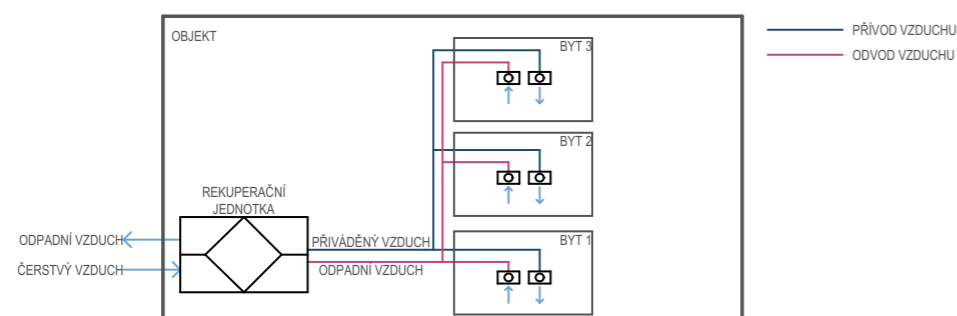 OBJEKT
BYT 3
PŘÍVOD VZDUCHU
ODVOD VZDUCHU
BYT 2
REKUPERAČNÍ
JEDNOTKA
ODPADNÍ VZDUCH
PŘIVÁDĚNÝ VZDUCH
BYT 1
ČERSTVÝ VZDUCH
ODPADNÍ VZDUCH